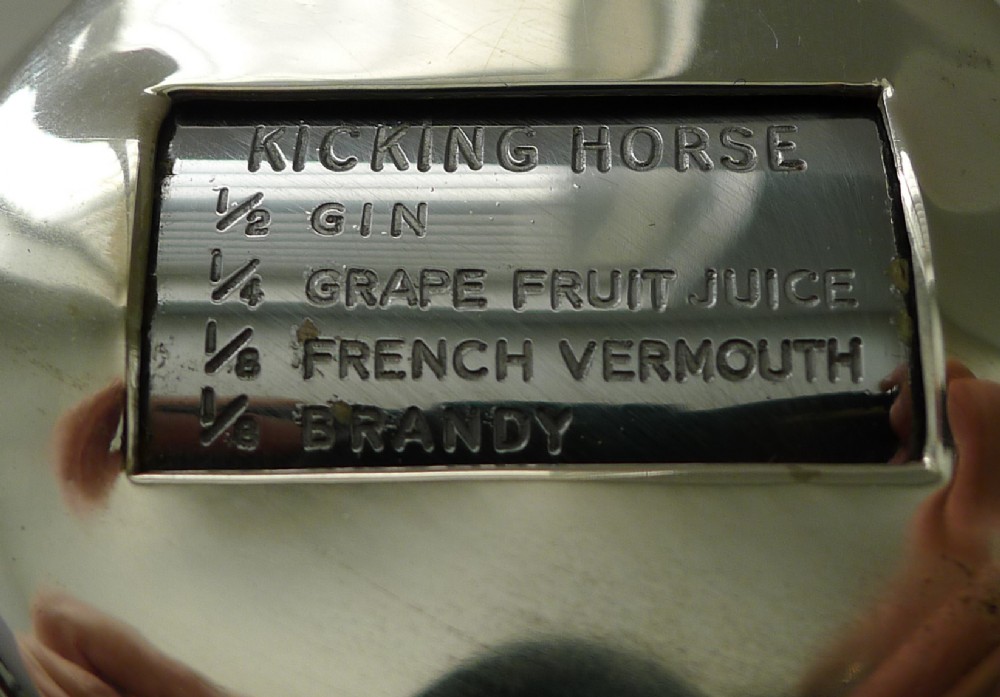 KICKING HORSE
1/2 GIN
1/4 GRAPE FRUIT JUICE
1/8 FRENCH VERMOUTH
1/8 BRANDY